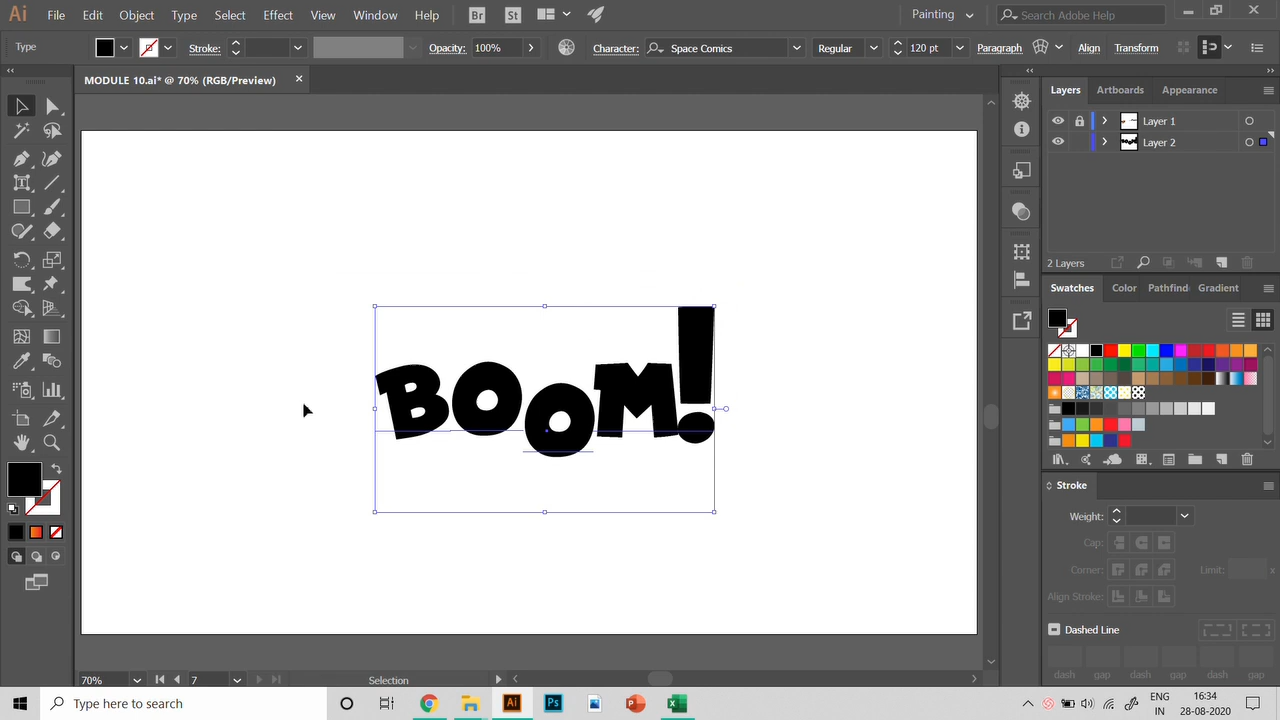 Ai File Edit Object Type Select Effect View Window Help Br St Painting Search Adobe Help
Type Stroke: Opacity: 100% Character: Space Comics Regular 120 pt Paragraph Align Transform
MODULE 10.ai* @ 70% (RGB/Preview)
Layers Artboards Appearance
Layer 1
Layer 2
2 Layers
BOOM!
Swatches Color Pathfind Gradient
Stroke
Weight:
Cap:
Corner: Limit: x
Align Stroke:
Dashed Line
dash gap dash gap dash gap
70% 7 Selection
Type here to search Ai Ps ENG IN 16:34 28-08-2020